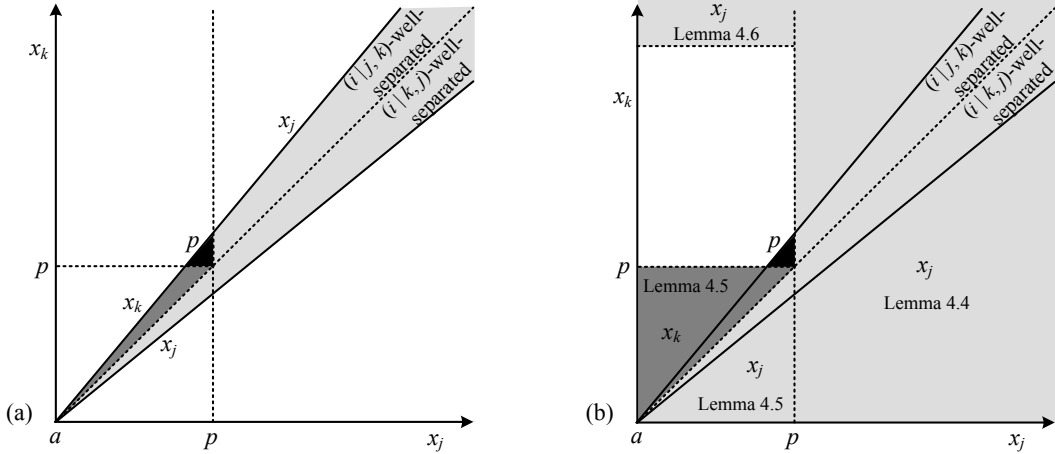 x_k
(i | j, k)-well-
separated
(i | k, j)-well-
separated
x_j
p
p
x_k
x_j
(a)
a
p
x_j
x_j
Lemma 4.6
(i | j, k)-well-
separated
(i | k, j)-well-
separated
x_k
p
p
Lemma 4.5
x_j
Lemma 4.4
x_k
x_j
Lemma 4.5
(b)
a
p
x_j